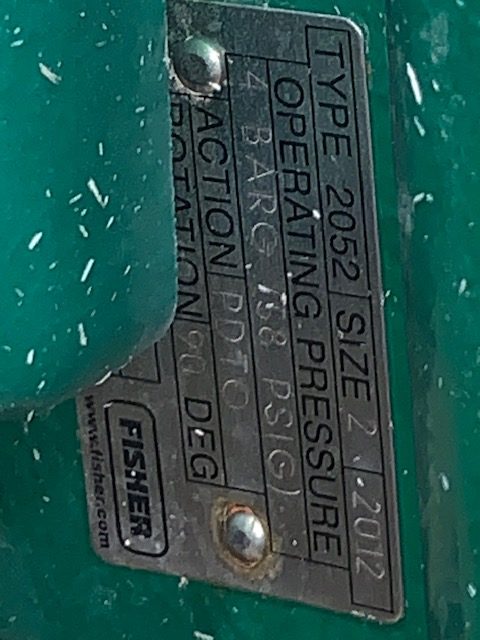 TYPE 2052 SIZE 2 .2012
OPERATING PRESSURE
4 BARG (58 PSIG)
ACTION PDTO
ROTATION 90 DEG
FISHER
www.fisher.com